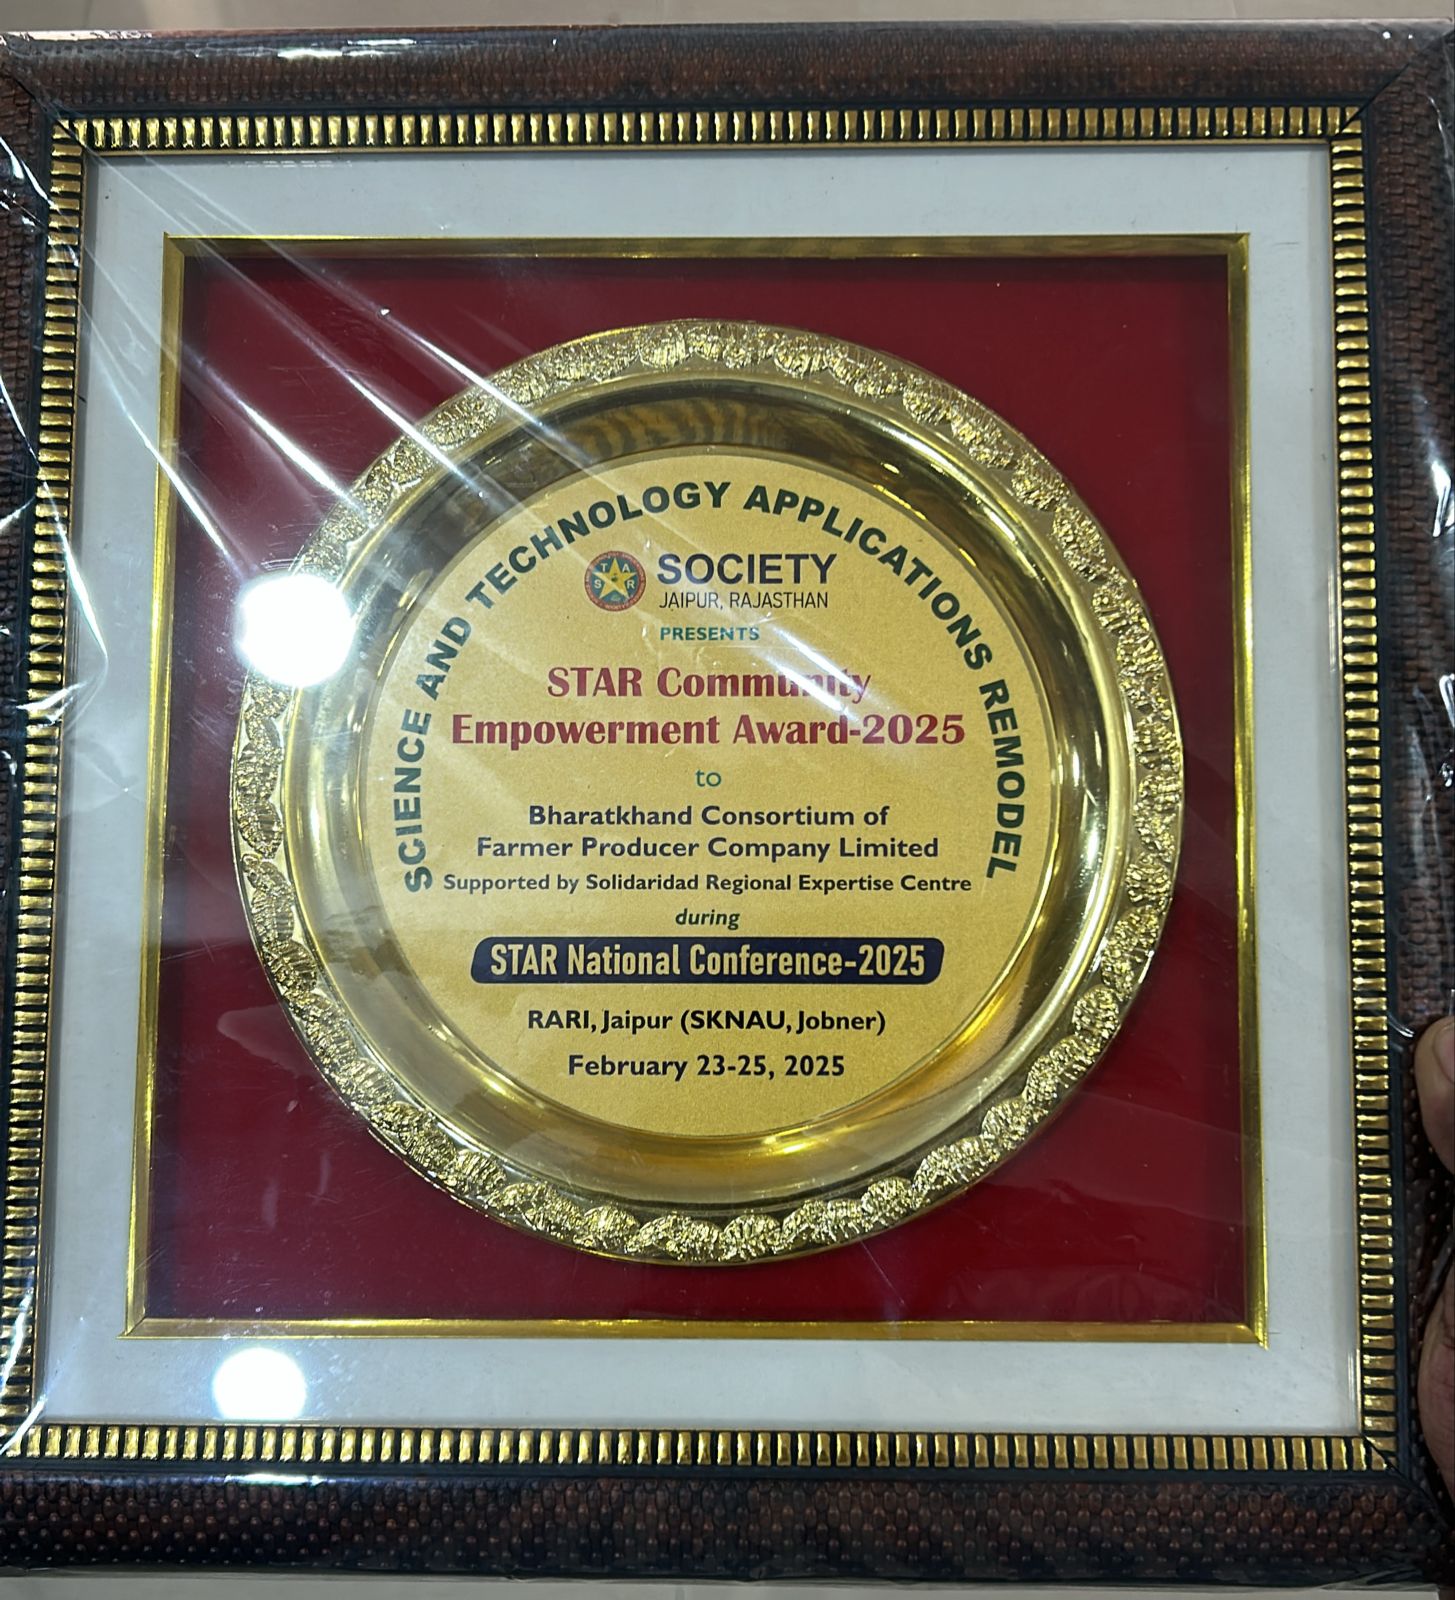 SCIENCE AND TECHNOLOGY APPLICATIONS REMODEL
STAR
SOCIETY
JAIPUR, RAJASTHAN
PRESENTS
STAR Community
Empowerment Award-2025
to
Bharatkhand Consortium of
Farmer Producer Company Limited
Supported by Solidaridad Regional Expertise Centre
during
STAR National Conference-2025
RARI, Jaipur (SKNAU, Jobner)
February 23-25, 2025